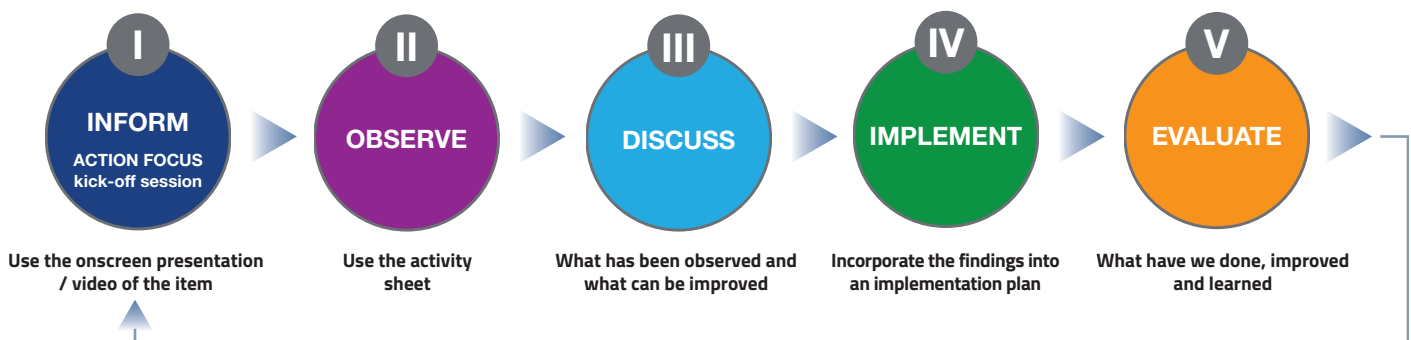 I
INFORM
ACTION FOCUS
kick-off session
Use the onscreen presentation
/ video of the item
II
OBSERVE
Use the activity
sheet
III
DISCUSS
What has been observed and
what can be improved
IV
IMPLEMENT
Incorporate the findings into
an implementation plan
V
EVALUATE
What have we done, improved
and learned